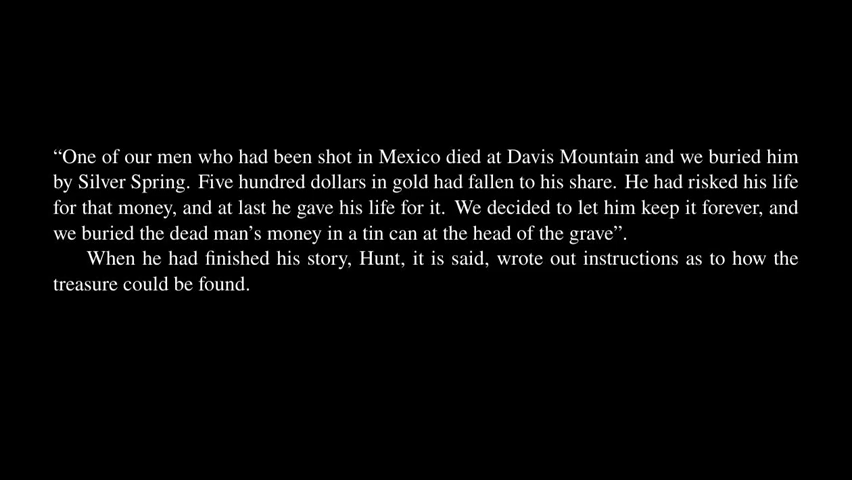 “One of our men who had been shot in Mexico died at Davis Mountain and we buried him
by Silver Spring. Five hundred dollars in gold had fallen to his share. He had risked his life
for that money, and at last he gave his life for it. We decided to let him keep it forever, and
we buried the dead man’s money in a tin can at the head of the grave”.
When he had finished his story, Hunt, it is said, wrote out instructions as to how the
treasure could be found.